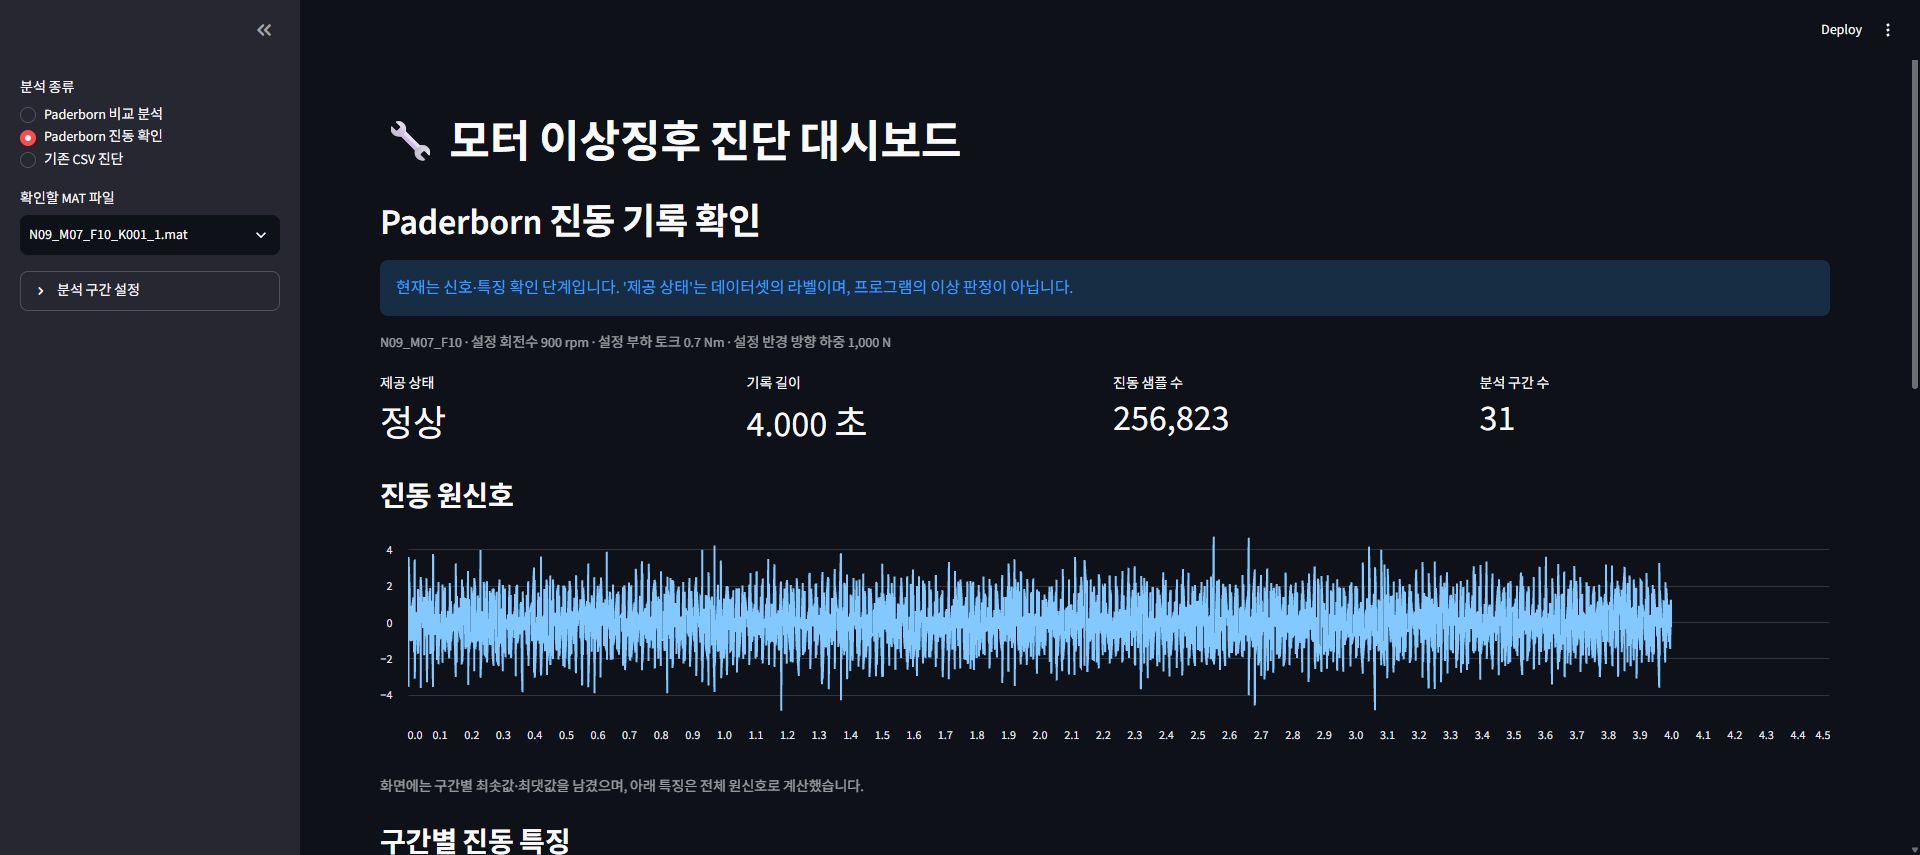 Deploy
분석 종류
Paderborn 비교 분석
Paderborn 진동 확인
기존 CSV 진단
확인할 MAT 파일
N09_M07_F10_K001_1.mat
분석 구간 설정
모터 이상징후 진단 대시보드
Paderborn 진동 기록 확인
현재는 신호·특징 확인 단계입니다. '제공 상태'는 데이터셋의 라벨이며, 프로그램의 이상 판정이 아닙니다.
N09_M07_F10 · 설정 회전수 900 rpm · 설정 부하 토크 0.7 Nm · 설정 반경 방향 하중 1,000 N
제공 상태 기록 길이 진동 샘플 수 분석 구간 수
정상 4.000 초 256,823 31
진동 원신호
4
2
0
−2
−4
0.0 0.1 0.2 0.3 0.4 0.5 0.6 0.7 0.8 0.9 1.0 1.1 1.2 1.3 1.4 1.5 1.6 1.7 1.8 1.9 2.0 2.1 2.2 2.3 2.4 2.5 2.6 2.7 2.8 2.9 3.0 3.1 3.2 3.3 3.4 3.5 3.6 3.7 3.8 3.9 4.0 4.1 4.2 4.3 4.4 4.5
화면에는 구간별 최솟값·최댓값을 남겼으며, 아래 특징은 전체 원신호로 계산했습니다.
구간별 진동 특징